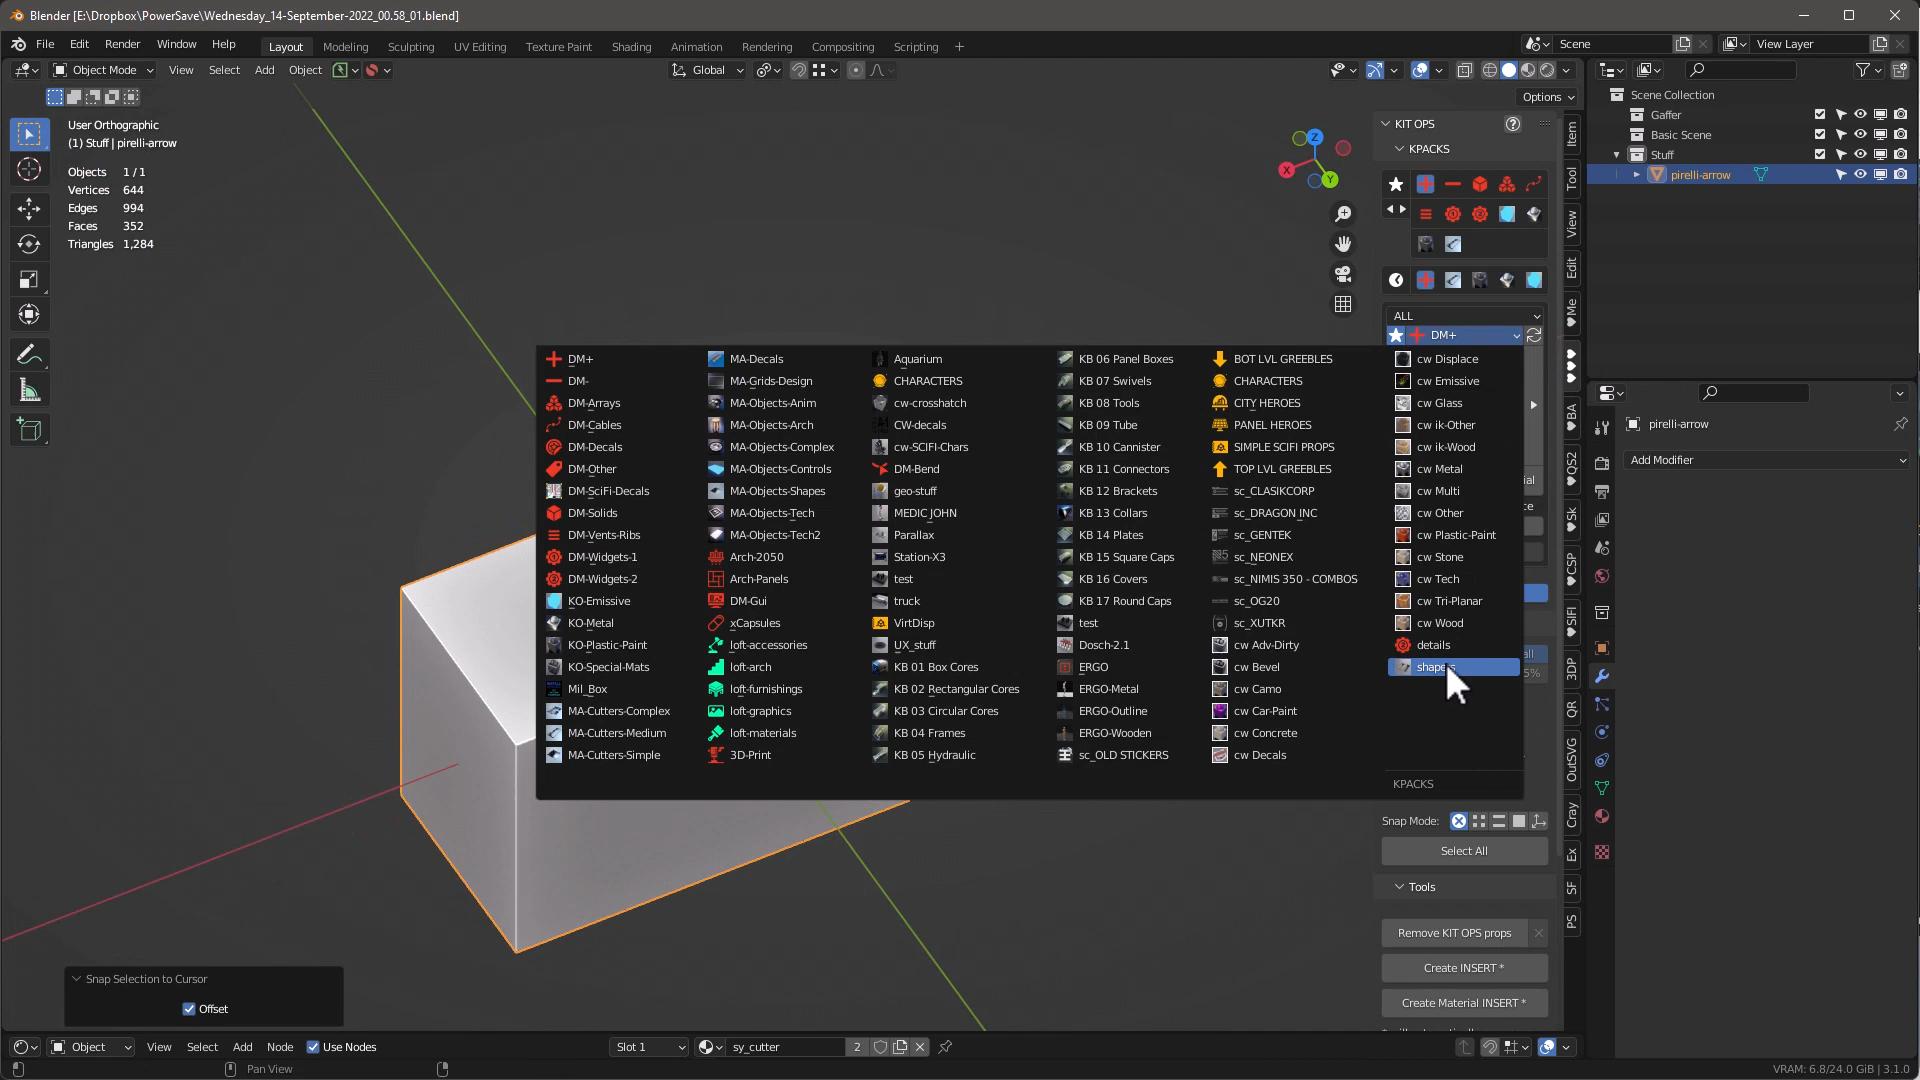 Blender [E:\Dropbox\PowerSave\Wednesday_14-September-2022_00.58_01.blend]
File Edit Render Window Help Layout Modeling Sculpting UV Editing Texture Paint Shading Animation Rendering Compositing Scripting + Scene View Layer
Object Mode View Select Add Object Global
Options
User Orthographic
(1) Stuff | pirelli-arrow
Objects 1 / 1
Vertices 644
Edges 994
Faces 352
Triangles 1,284
Z
X
Y
KIT OPS
KPACKS
ALL
DM+
Item
Tool
View
Edit
Me
BA
QS2
Sk
CSP
SIFI
3DP
QR
OutSVG
Cray
Ex
SF
PS
Scene Collection
Gaffer
Basic Scene
Stuff
pirelli-arrow
pirelli-arrow
Add Modifier
DM+
DM-
DM-Arrays
DM-Cables
DM-Decals
DM-Other
DM-SciFi-Decals
DM-Solids
DM-Vents-Ribs
DM-Widgets-1
DM-Widgets-2
KO-Emissive
KO-Metal
KO-Plastic-Paint
KO-Special-Mats
Mil_Box
MA-Cutters-Complex
MA-Cutters-Medium
MA-Cutters-Simple
MA-Decals
MA-Grids-Design
MA-Objects-Anim
MA-Objects-Arch
MA-Objects-Complex
MA-Objects-Controls
MA-Objects-Shapes
MA-Objects-Tech
MA-Objects-Tech2
Arch-2050
Arch-Panels
DM-Gui
xCapsules
loft-accessories
loft-arch
loft-furnishings
loft-graphics
loft-materials
3D-Print
Aquarium
CHARACTERS
cw-crosshatch
CW-decals
cw-SCIFI-Chars
DM-Bend
geo-stuff
MEDIC JOHN
Parallax
Station-X3
test
truck
VirtDisp
UX_stuff
KB 01 Box Cores
KB 02 Rectangular Cores
KB 03 Circular Cores
KB 04 Frames
KB 05 Hydraulic
KB 06 Panel Boxes
KB 07 Swivels
KB 08 Tools
KB 09 Tube
KB 10 Cannister
KB 11 Connectors
KB 12 Brackets
KB 13 Collars
KB 14 Plates
KB 15 Square Caps
KB 16 Covers
KB 17 Round Caps
test
Dosch-2.1
ERGO
ERGO-Metal
ERGO-Outline
ERGO-Wooden
sc_OLD STICKERS
BOT LVL GREEBLES
CHARACTERS
CITY HEROES
PANEL HEROES
SIMPLE SCIFI PROPS
TOP LVL GREEBLES
sc_CLASIKCORP
sc_DRAGON INC
sc_GENTEK
sc_NEONEX
sc_NIMIS 350 - COMBOS
sc_OG20
sc_XUTKR
cw Adv-Dirty
cw Bevel
cw Camo
cw Car-Paint
cw Concrete
cw Decals
cw Displace
cw Emissive
cw Glass
cw ik-Other
cw ik-Wood
cw Metal
cw Multi
cw Other
cw Plastic-Paint
cw Stone
cw Tech
cw Tri-Planar
cw Wood
details
KPACKS
Snap Mode:
Select All
Tools
Remove KIT OPS props
Create INSERT *
Create Material INSERT *
Snap Selection to Cursor
Offset
Object View Select Add Node Use Nodes Slot 1 sy_cutter 2
Pan View
VRAM: 6.8/24.0 GiB | 3.1.0